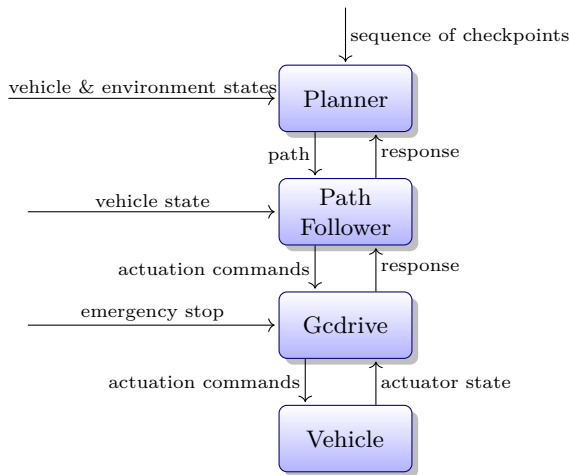 sequence of checkpoints
vehicle & environment states
Planner
path
response
vehicle state
Path
Follower
actuation commands
response
emergency stop
Gcdrive
actuation commands
actuator state
Vehicle